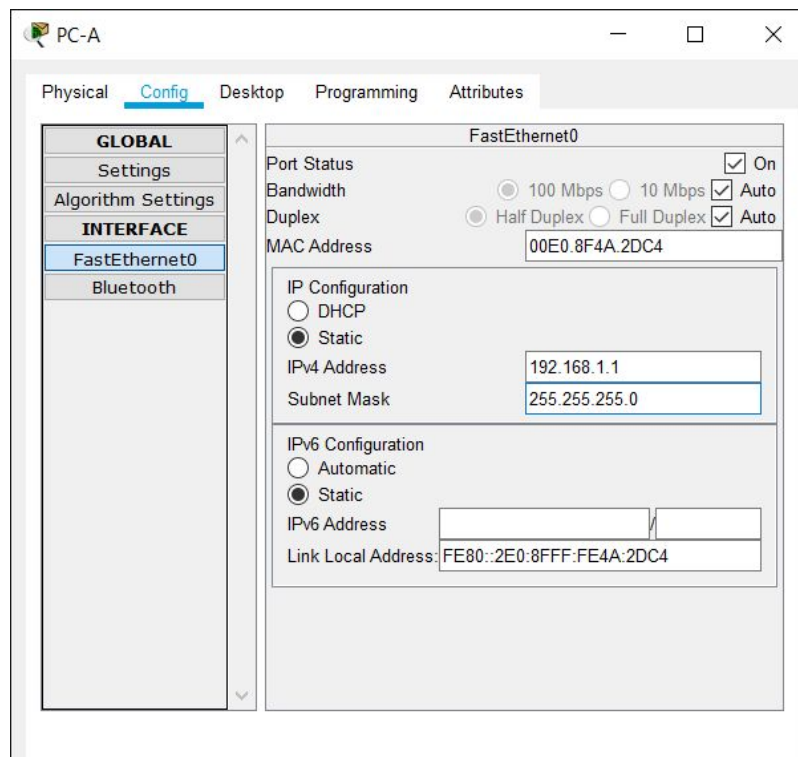 PC-A
Physical Config Desktop Programming Attributes
GLOBAL
Settings
Algorithm Settings
INTERFACE
FastEthernet0
Bluetooth
FastEthernet0
Port Status On
Bandwidth 100 Mbps 10 Mbps Auto
Duplex Half Duplex Full Duplex Auto
MAC Address 00E0.8F4A.2DC4
IP Configuration
DHCP
Static
IPv4 Address 192.168.1.1
Subnet Mask 255.255.255.0
IPv6 Configuration
Automatic
Static
IPv6 Address /
Link Local Address: FE80::2E0:8FFF:FE4A:2DC4